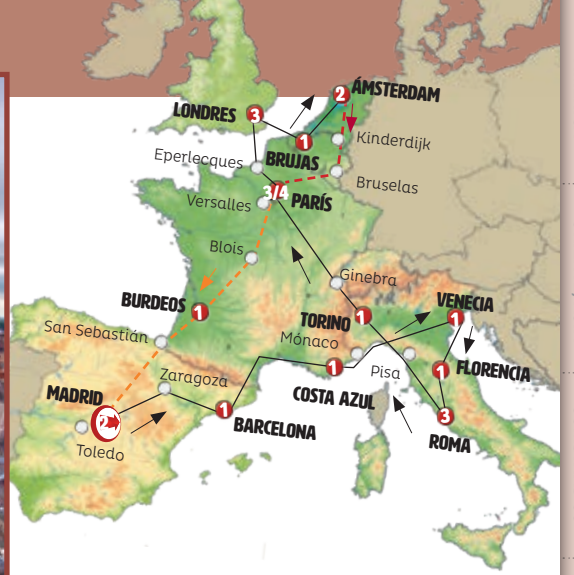 ÁMSTERDAM
2
LONDRES
3
Kinderdijk
BRUJAS
1
Eperlecques
Bruselas
3/4
PARÍS
Versalles
Blois
Ginebra
BURDEOS
1
TORINO
1
VENECIA
1
San Sebastián
Mónaco
Pisa
FLORENCIA
1
Zaragoza
COSTA AZUL
1
MADRID
2
BARCELONA
1
ROMA
3
Toledo